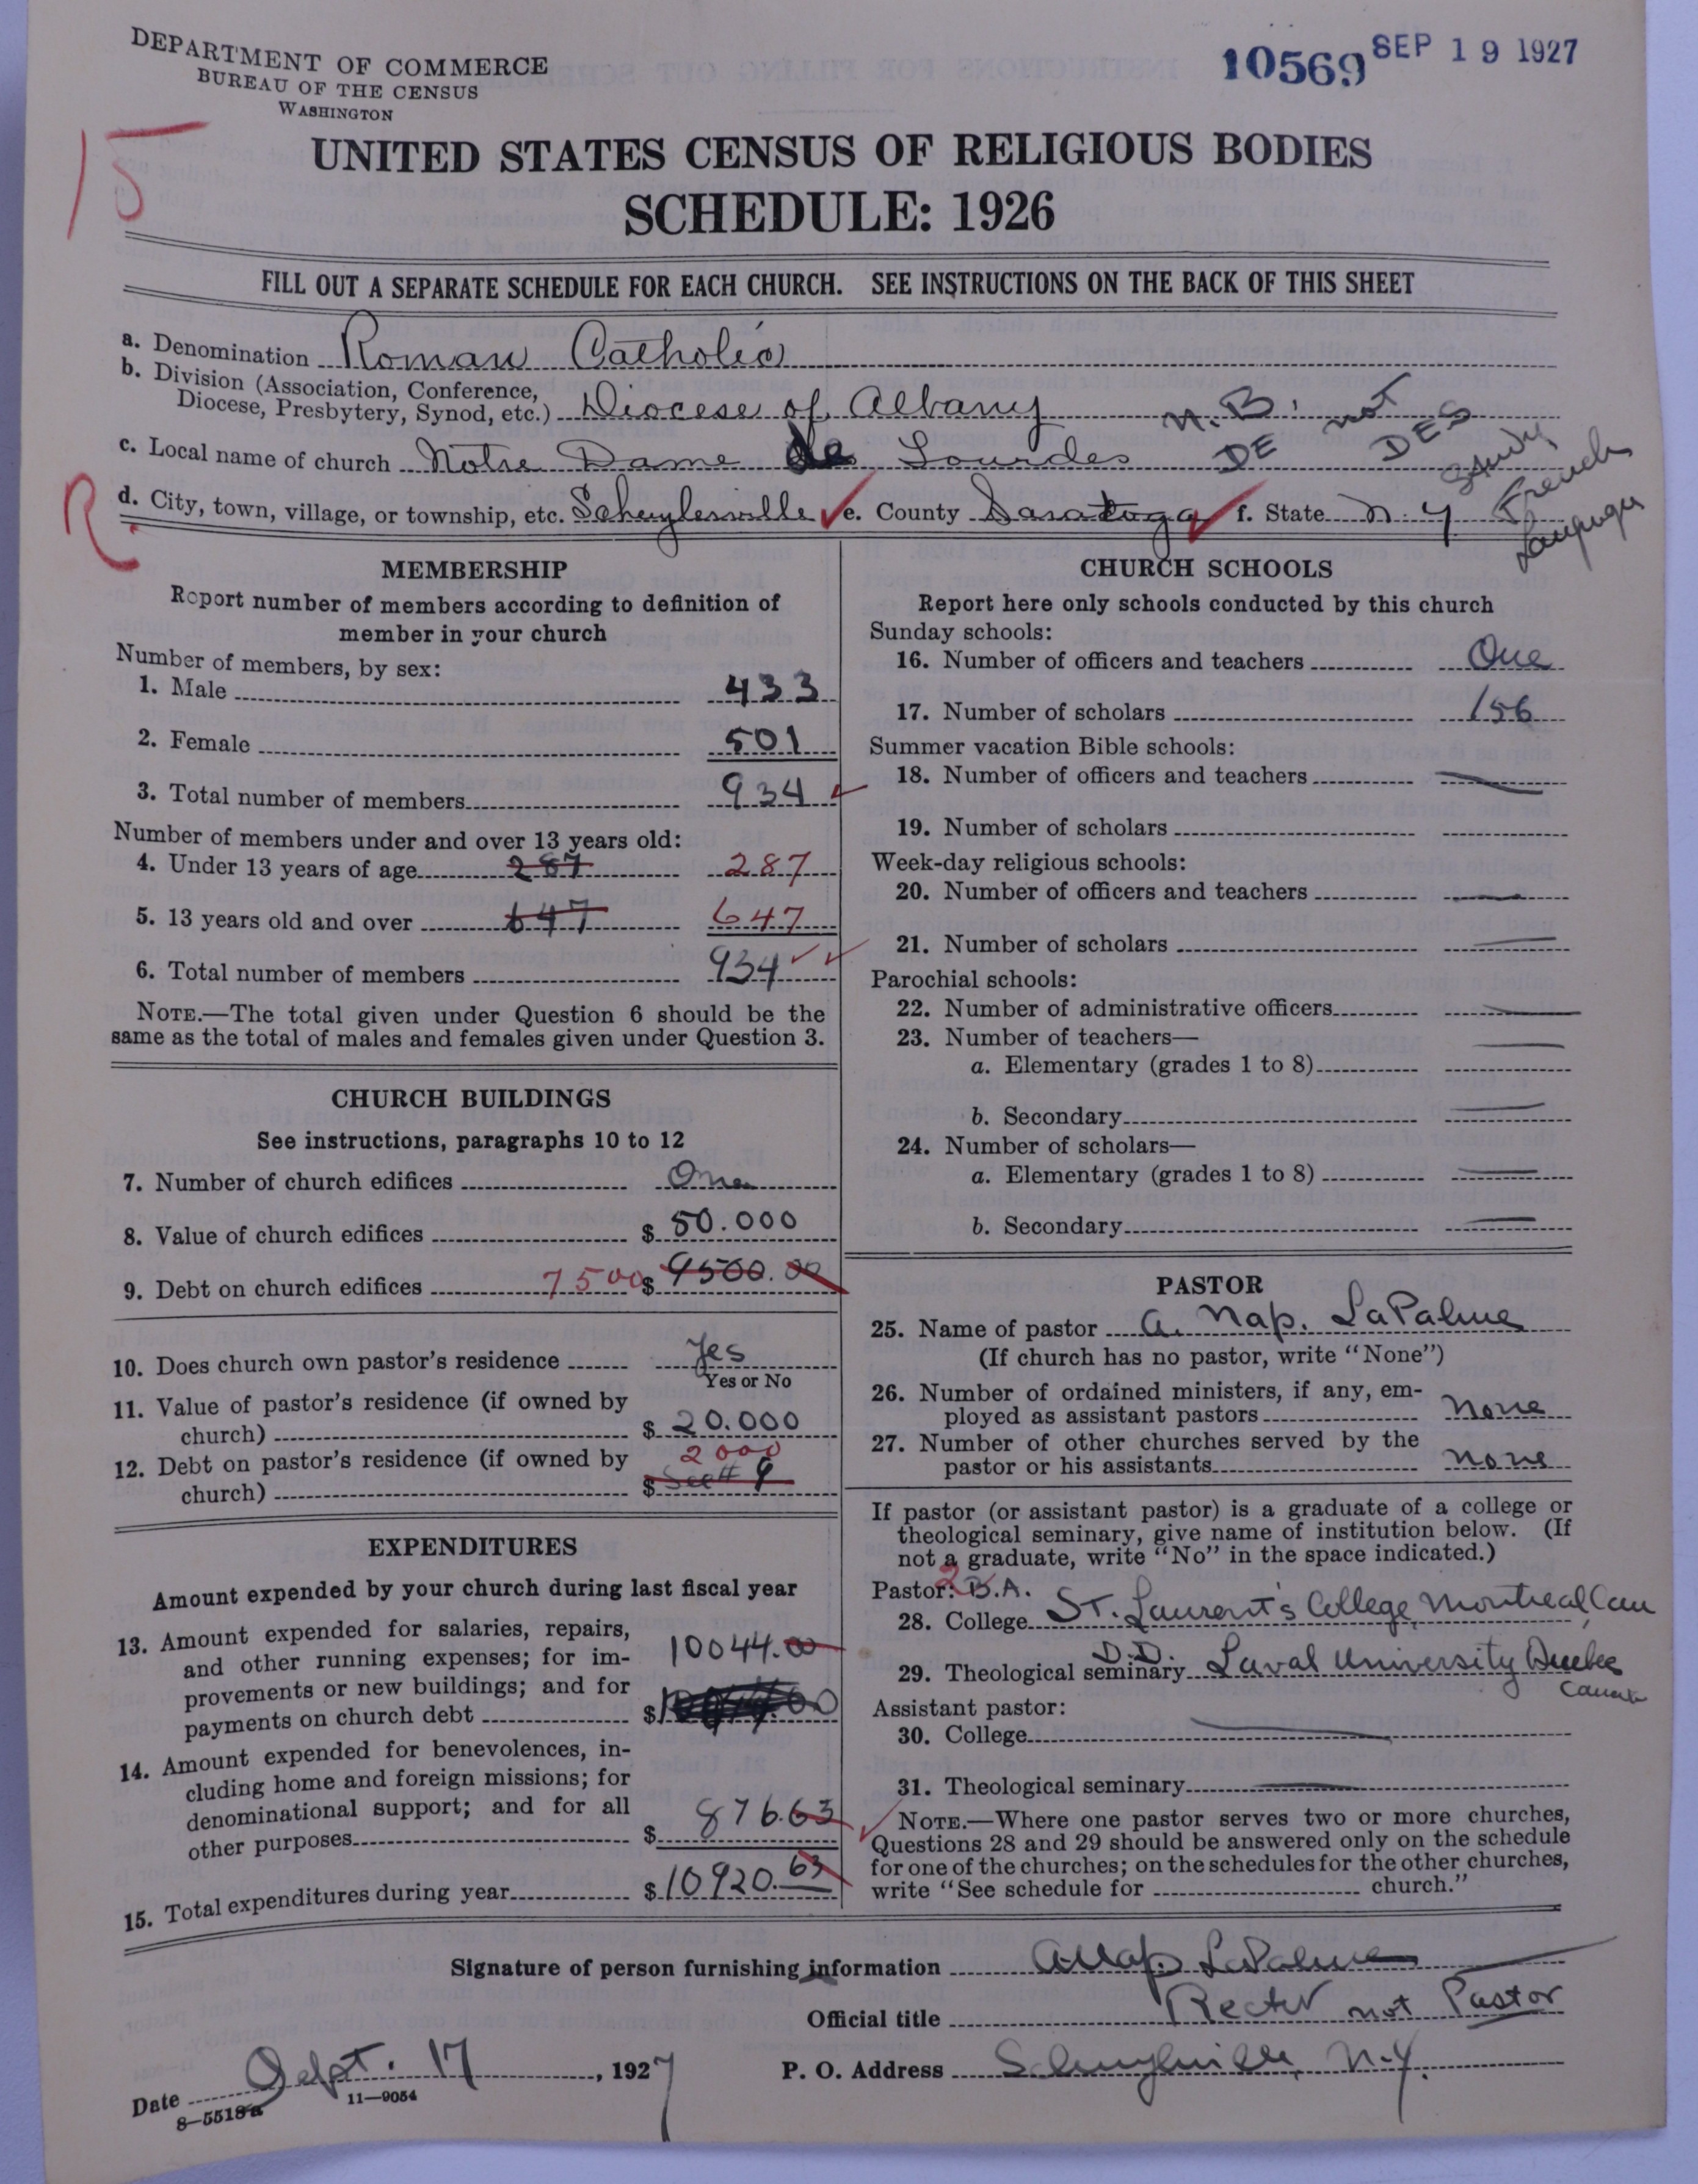 DEPARTMENT OF COMMERCE
BUREAU OF THE CENSUS
WASHINGTON
10569 SEP 19 1927
15
UNITED STATES CENSUS OF RELIGIOUS BODIES
SCHEDULE: 1926
FILL OUT A SEPARATE SCHEDULE FOR EACH CHURCH. SEE INSTRUCTIONS ON THE BACK OF THIS SHEET
a. Denomination Roman Catholic
b. Division (Association, Conference,
Diocese, Presbytery, Synod, etc.) Diocese of Albany N.B. not
c. Local name of church Notre Dame de Lourdes DE DES
Study
French
Language
R
d. City, town, village, or township, etc. Schuylerville e. County Saratoga f. State N.Y.
MEMBERSHIP
Report number of members according to definition of
member in your church
Number of members, by sex:
1. Male 433
2. Female 501
3. Total number of members 934
Number of members under and over 13 years old:
4. Under 13 years of age 287 287
5. 13 years old and over 647 647
6. Total number of members 934
NOTE.—The total given under Question 6 should be the
same as the total of males and females given under Question 3.
CHURCH BUILDINGS
See instructions, paragraphs 10 to 12
7. Number of church edifices One
8. Value of church edifices $ 50.000
9. Debt on church edifices 7500 $ 9500.00
10. Does church own pastor's residence Yes
Yes or No
11. Value of pastor's residence (if owned by
church) $ 20.000
12. Debt on pastor's residence (if owned by 2000
church) $ See # 9
EXPENDITURES
Amount expended by your church during last fiscal year
13. Amount expended for salaries, repairs,
and other running expenses; for im- 10044.00
provements or new buildings; and for
payments on church debt $
14. Amount expended for benevolences, in-
cluding home and foreign missions; for
denominational support; and for all
other purposes $ 876.63
15. Total expenditures during year $ 10920.63
CHURCH SCHOOLS
Report here only schools conducted by this church
Sunday schools:
16. Number of officers and teachers One
17. Number of scholars 156
Summer vacation Bible schools:
18. Number of officers and teachers
19. Number of scholars
Week-day religious schools:
20. Number of officers and teachers
21. Number of scholars
Parochial schools:
22. Number of administrative officers
23. Number of teachers—
a. Elementary (grades 1 to 8)
b. Secondary
24. Number of scholars—
a. Elementary (grades 1 to 8)
b. Secondary
PASTOR
25. Name of pastor A. Nap. LaPalme
(If church has no pastor, write "None")
26. Number of ordained ministers, if any, em-
ployed as assistant pastors none
27. Number of other churches served by the
pastor or his assistants none
If pastor (or assistant pastor) is a graduate of a college or
theological seminary, give name of institution below. (If
not a graduate, write "No" in the space indicated.)
Pastor: 2 B.A.
28. College St. Laurent's College, Montreal Can
D.D.
29. Theological seminary Laval University Quebec
Canada
Assistant pastor:
30. College
31. Theological seminary
NOTE.—Where one pastor serves two or more churches,
Questions 28 and 29 should be answered only on the schedule
for one of the churches; on the schedules for the other churches,
write "See schedule for church."
Signature of person furnishing information A Nap. LaPalme
Official title Rector not Pastor
Date Sept. 17, 1927 P. O. Address Schuylerville N.Y.
8—5518a 11—9054